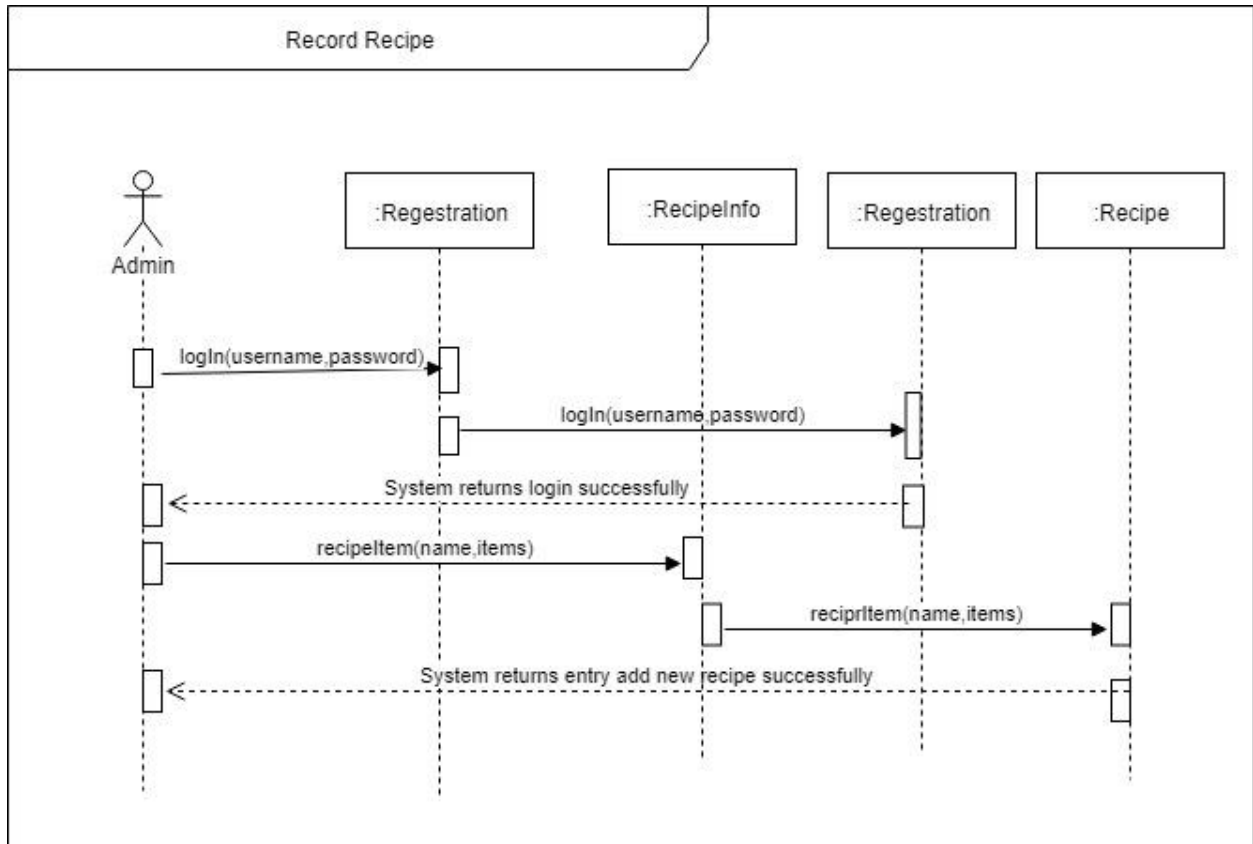 Record Recipe
:Regestration
:RecipeInfo
:Regestration
:Recipe
Admin
logIn(username,password)
logIn(username,password)
System returns login successfully
recipeItem(name,items)
reciprItem(name,items)
System returns entry add new recipe successfully